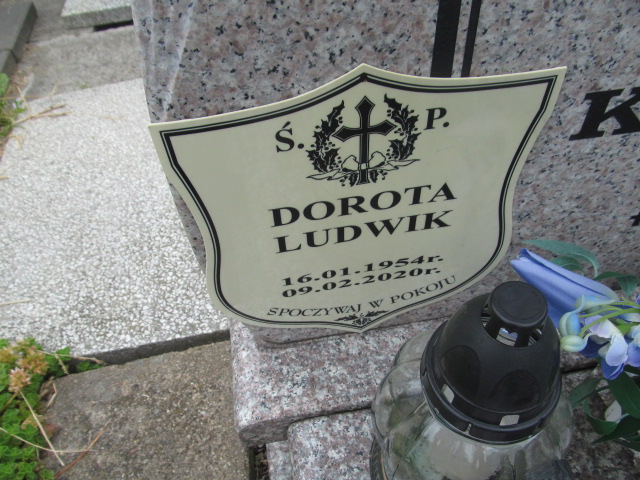 Ś. P.
DOROTA
LUDWIK
16.01.1954r.
09.02.2020r.
SPOCZYWAJ W POKOJU
K